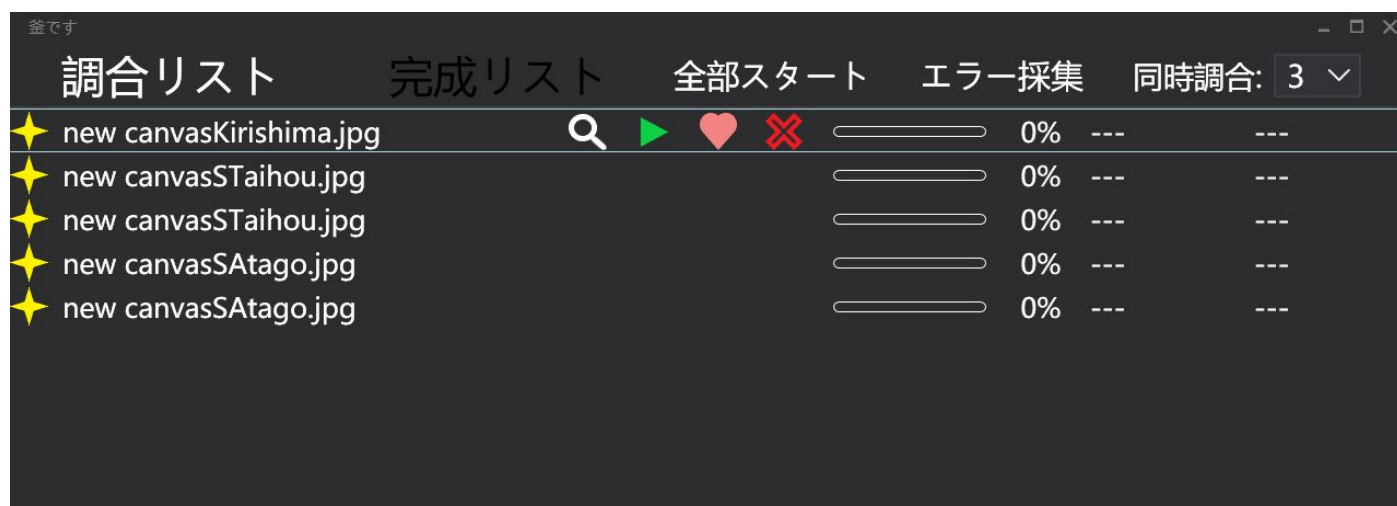 釜です
調合リスト 完成リスト 全部スタート エラー採集 同時調合: 3
new canvasKirishima.jpg 0% --- ---
new canvasSTaihou.jpg 0% --- ---
new canvasSTaihou.jpg 0% --- ---
new canvasSAtago.jpg 0% --- ---
new canvasSAtago.jpg 0% --- ---